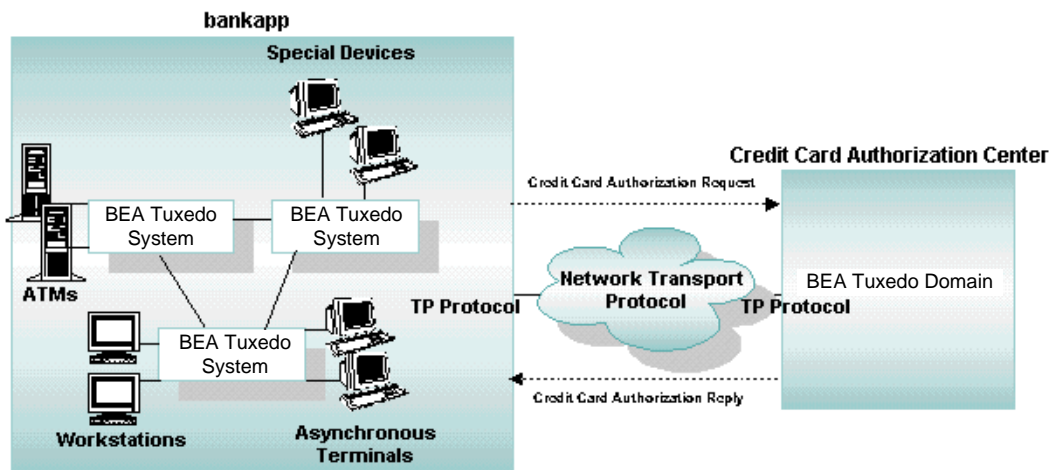 bankapp
Special Devices
BEA Tuxedo
System
BEA Tuxedo
System
ATMs
BEA Tuxedo
System
Workstations
Asynchronous
Terminals
Credit Card Authorization Request
TP Protocol
Network Transport
Protocol
TP Protocol
Credit Card Authorization Reply
Credit Card Authorization Center
BEA Tuxedo Domain